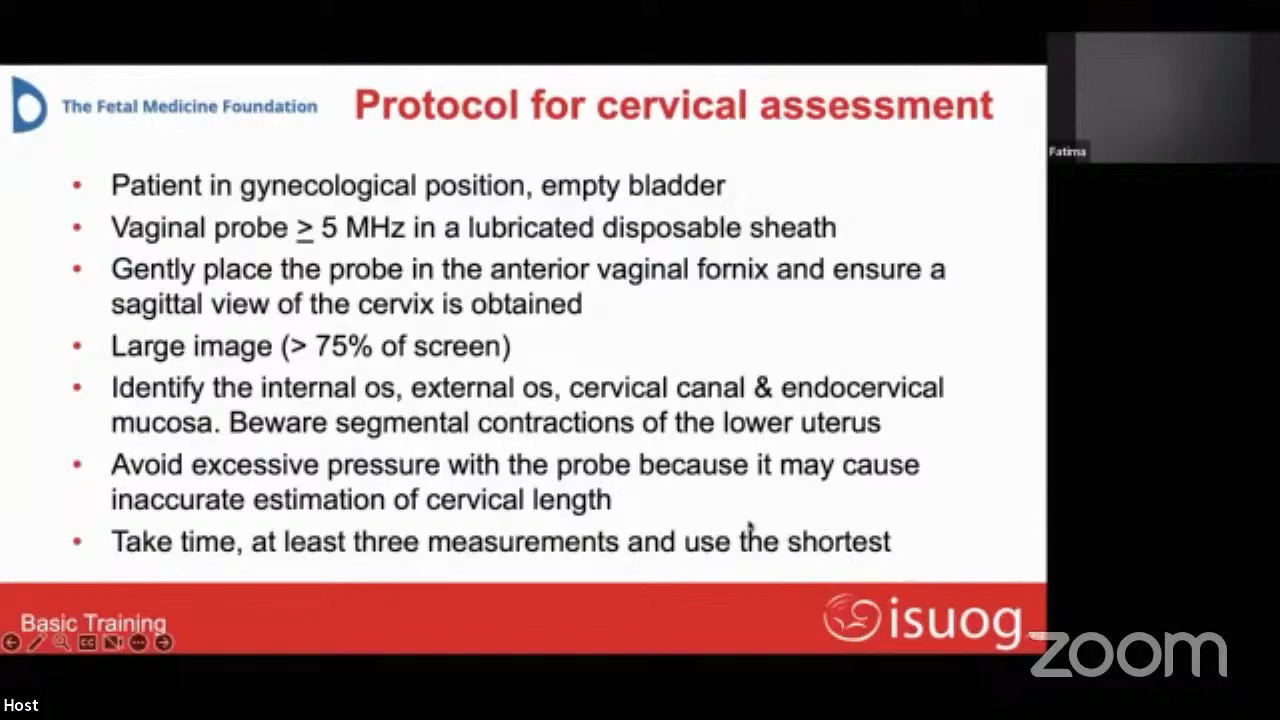 The Fetal Medicine Foundation
Protocol for cervical assessment
• Patient in gynecological position, empty bladder
• Vaginal probe ≥ 5 MHz in a lubricated disposable sheath
• Gently place the probe in the anterior vaginal fornix and ensure a
sagittal view of the cervix is obtained
• Large image (> 75% of screen)
• Identify the internal os, external os, cervical canal & endocervical
mucosa. Beware segmental contractions of the lower uterus
• Avoid excessive pressure with the probe because it may cause
inaccurate estimation of cervical length
• Take time, at least three measurements and use the shortest
Basic Training
isuog
Fatima
zoom
Host